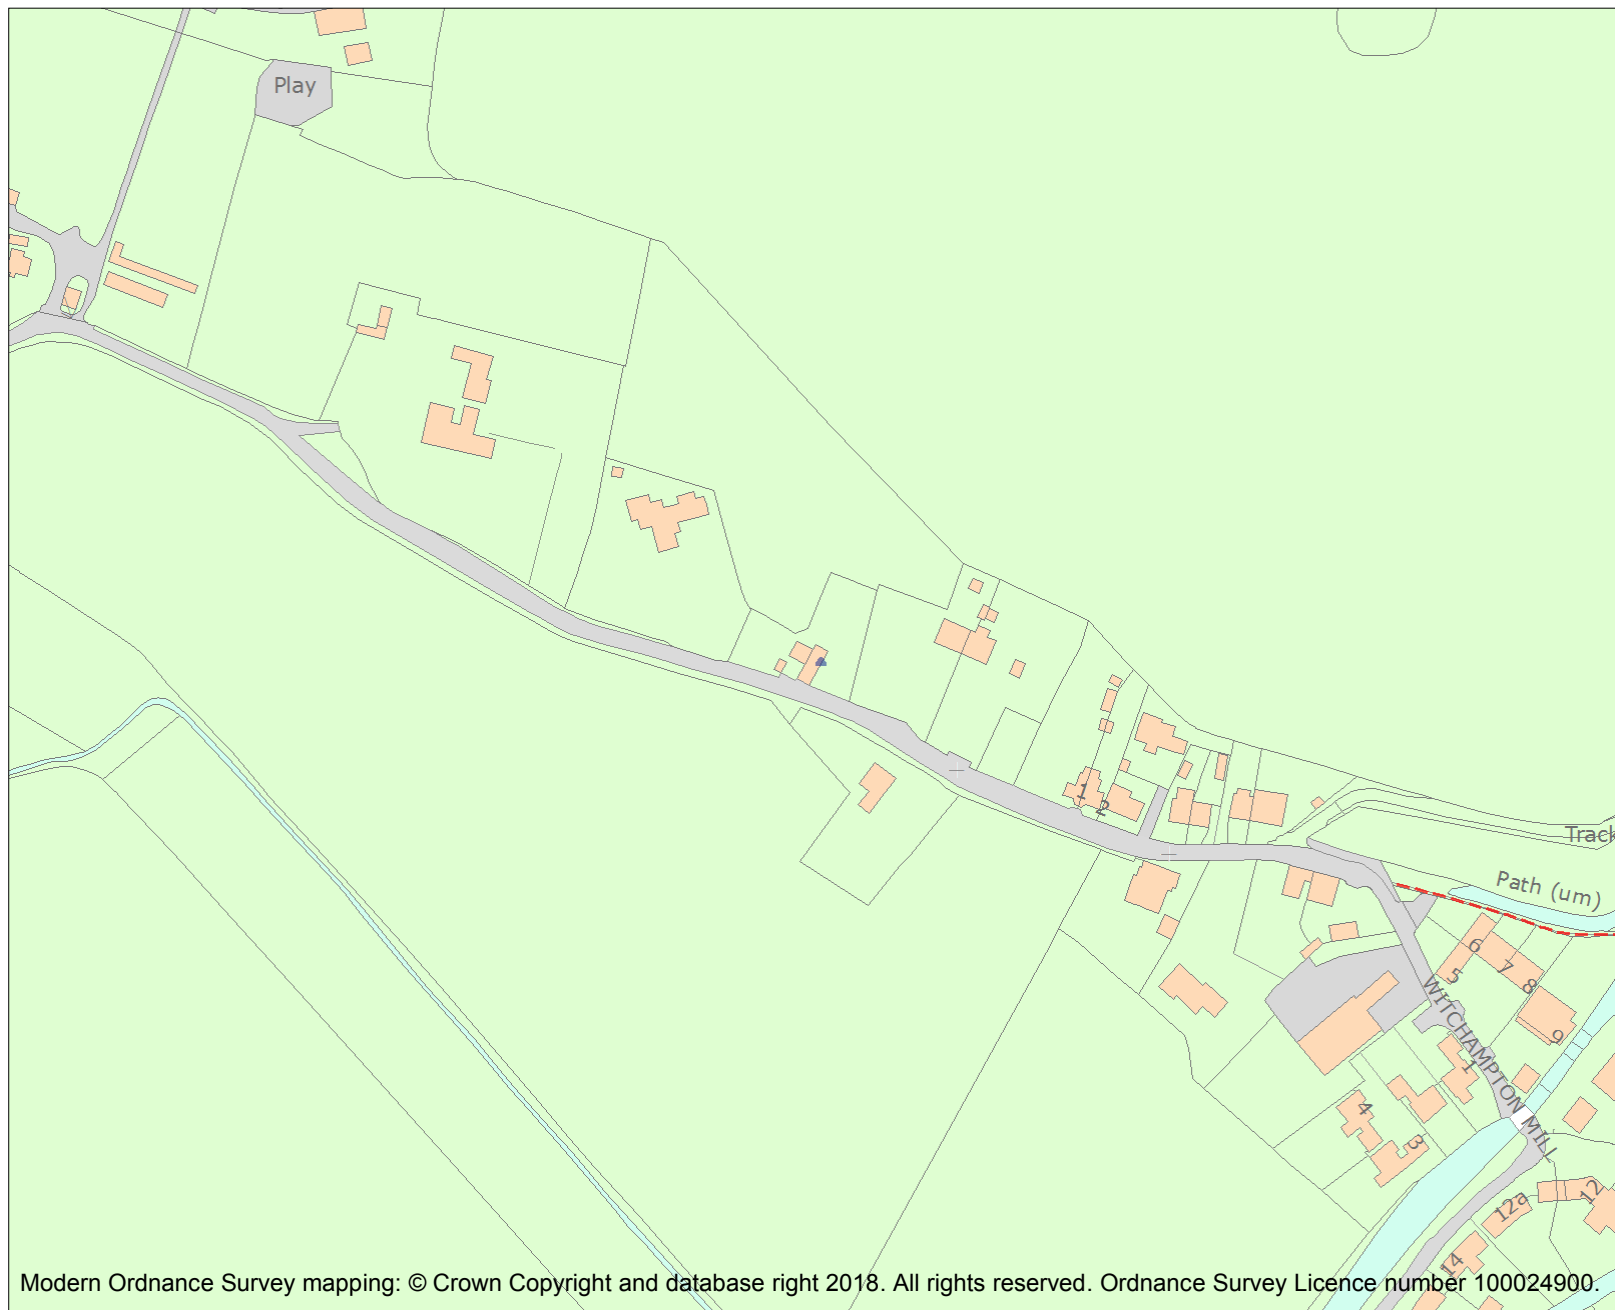 Play
1
2
Track
Path (um)
6
7
5
8
9
WITCHAMPTON MILL
1
4
3
12
12a
14
Modern Ordnance Survey mapping: © Crown Copyright and database right 2018. All rights reserved. Ordnance Survey Licence number 100024900.